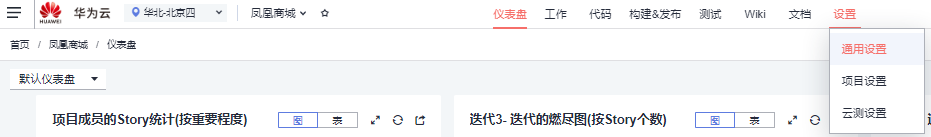 HUAWEI 华为云 华北-北京四 凤凰商城 仪表盘 工作 代码 构建&发布 测试 Wiki 文档 设置
首页 / 凤凰商城 / 仪表盘
通用设置
默认仪表盘
项目设置
项目成员的Story统计(按重要程度) 图 表
迭代3- 迭代的燃尽图(按Story个数) 图 表
云测设置